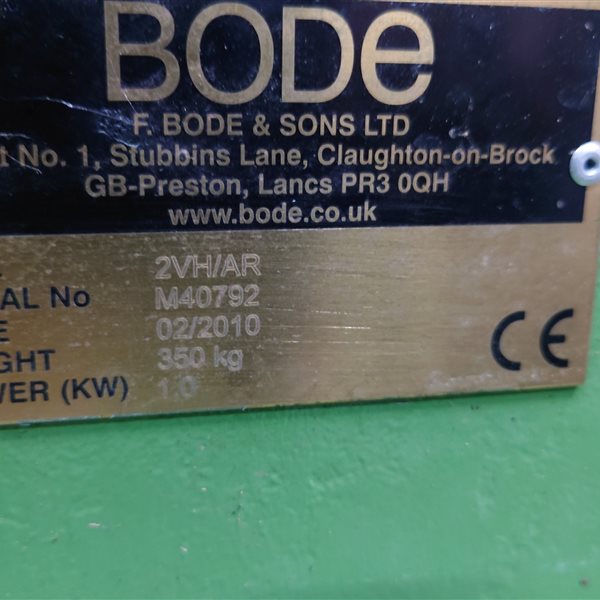 BODe
F. BODE & SONS LTD
t No. 1, Stubbins Lane, Claughton-on-Brock
GB-Preston, Lancs PR3 0QH
www.bode.co.uk
2VH/AR
AL No M40792
E 02/2010
GHT 350 kg
WER (KW) 1.0
CE